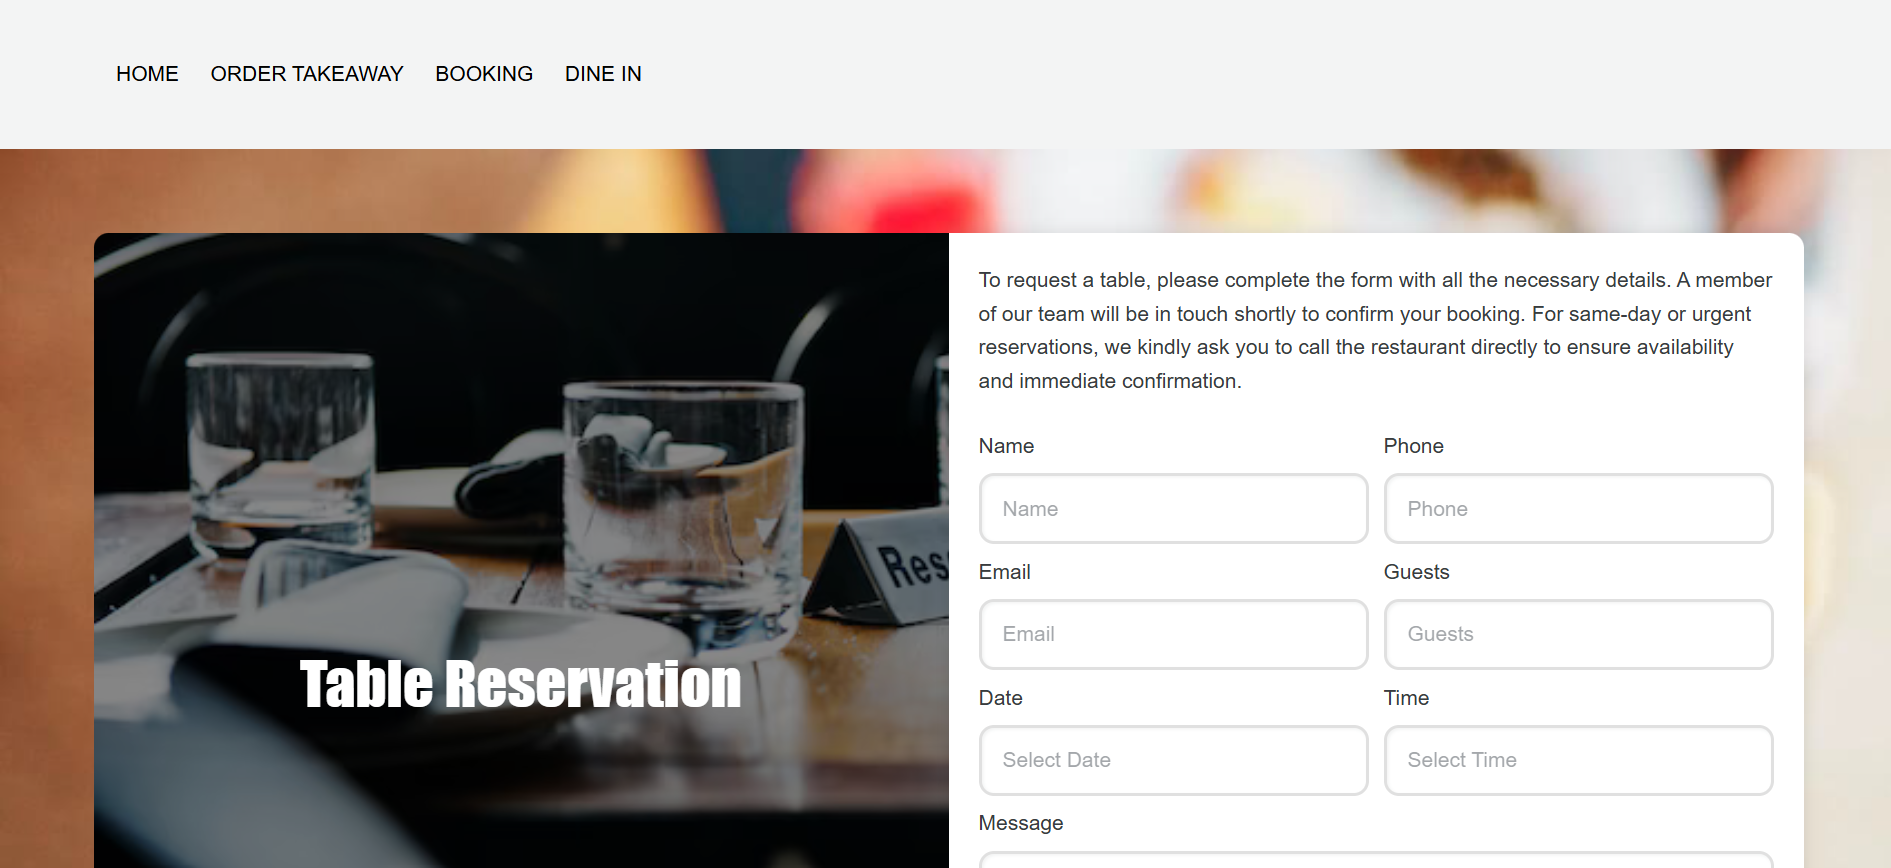 HOME ORDER TAKEAWAY BOOKING DINE IN
To request a table, please complete the form with all the necessary details. A member
of our team will be in touch shortly to confirm your booking. For same-day or urgent
reservations, we kindly ask you to call the restaurant directly to ensure availability
and immediate confirmation.
Name Phone
Name Phone
Email Guests
Email Guests
Date Time
Select Date Select Time
Message
Res
Table Reservation